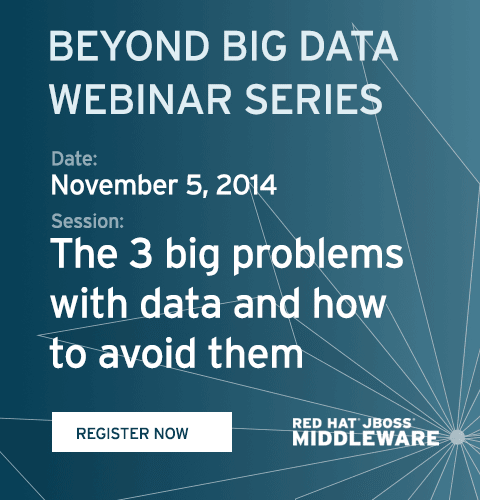 BEYOND BIG DATA
WEBINAR SERIES
Date:
November 5, 2014
Session:
The 3 big problems
with data and how
to avoid them
REGISTER NOW
RED HAT® JBOSS®
MIDDLEWARE